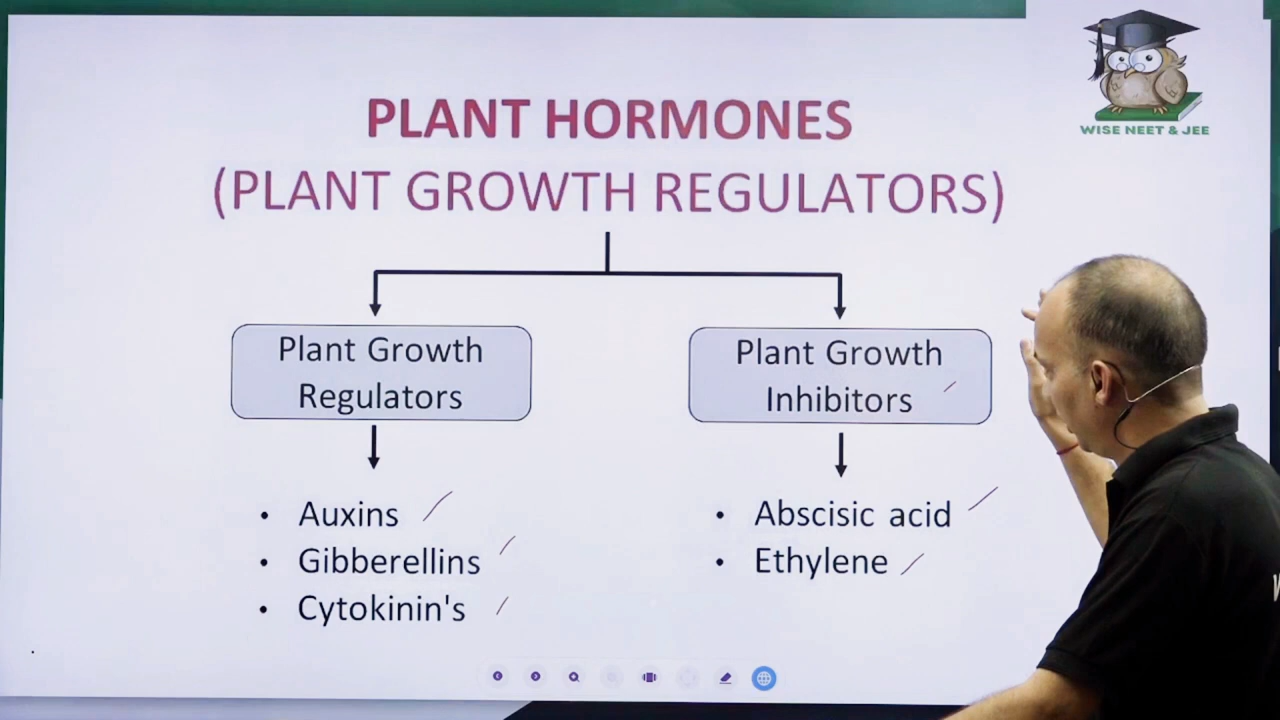 WISE NEET & JEE
PLANT HORMONES
(PLANT GROWTH REGULATORS)
Plant Growth
Regulators
Plant Growth
Inhibitors
• Auxins
• Gibberellins
• Cytokinin's
• Abscisic acid
• Ethylene